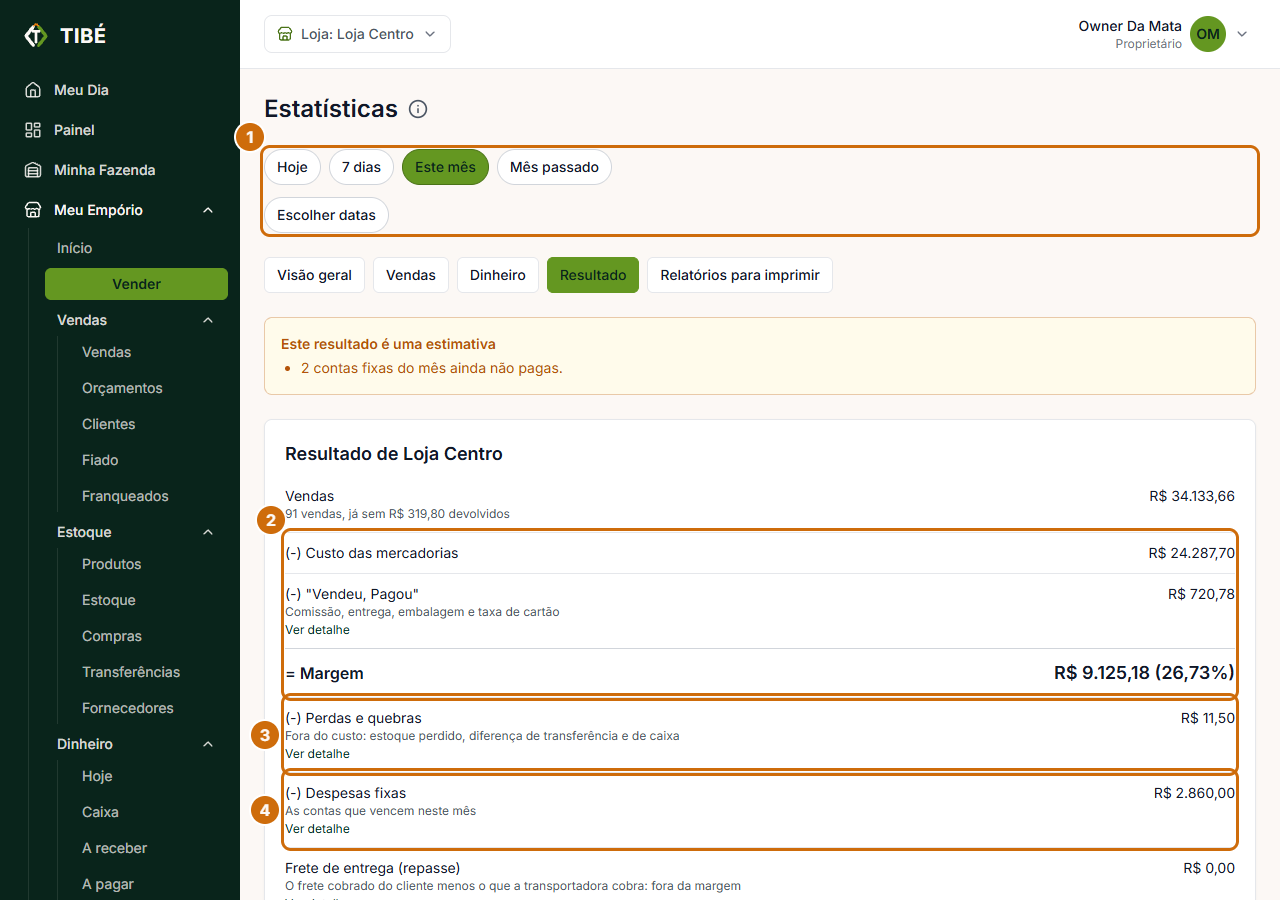 TIBÉ
Meu Dia
Painel
Minha Fazenda
Meu Empório
Início
Vender
Vendas
Vendas
Orçamentos
Clientes
Fiado
Franqueados
Estoque
Produtos
Estoque
Compras
Transferências
Fornecedores
Dinheiro
Hoje
Caixa
A receber
A pagar
Loja: Loja Centro
Owner Da Mata
Proprietário
OM
Estatísticas
1
Hoje 7 dias Este mês Mês passado
Escolher datas
Visão geral Vendas Dinheiro Resultado Relatórios para imprimir
Este resultado é uma estimativa
• 2 contas fixas do mês ainda não pagas.
Resultado de Loja Centro
Vendas R$ 34.133,66
91 vendas, já sem R$ 319,80 devolvidos
2
(-) Custo das mercadorias R$ 24.287,70
(-) "Vendeu, Pagou" R$ 720,78
Comissão, entrega, embalagem e taxa de cartão
Ver detalhe
= Margem R$ 9.125,18 (26,73%)
(-) Perdas e quebras R$ 11,50
3
Fora do custo: estoque perdido, diferença de transferência e de caixa
Ver detalhe
(-) Despesas fixas R$ 2.860,00
4
As contas que vencem neste mês
Ver detalhe
Frete de entrega (repasse) R$ 0,00
O frete cobrado do cliente menos o que a transportadora cobra: fora da margem